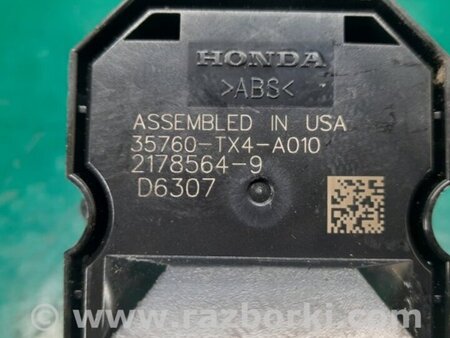 HONDA
>ABS<
ASSEMBLED IN USA
35760-TX4-A010
2178564-9
D6307
© www.razborki.com